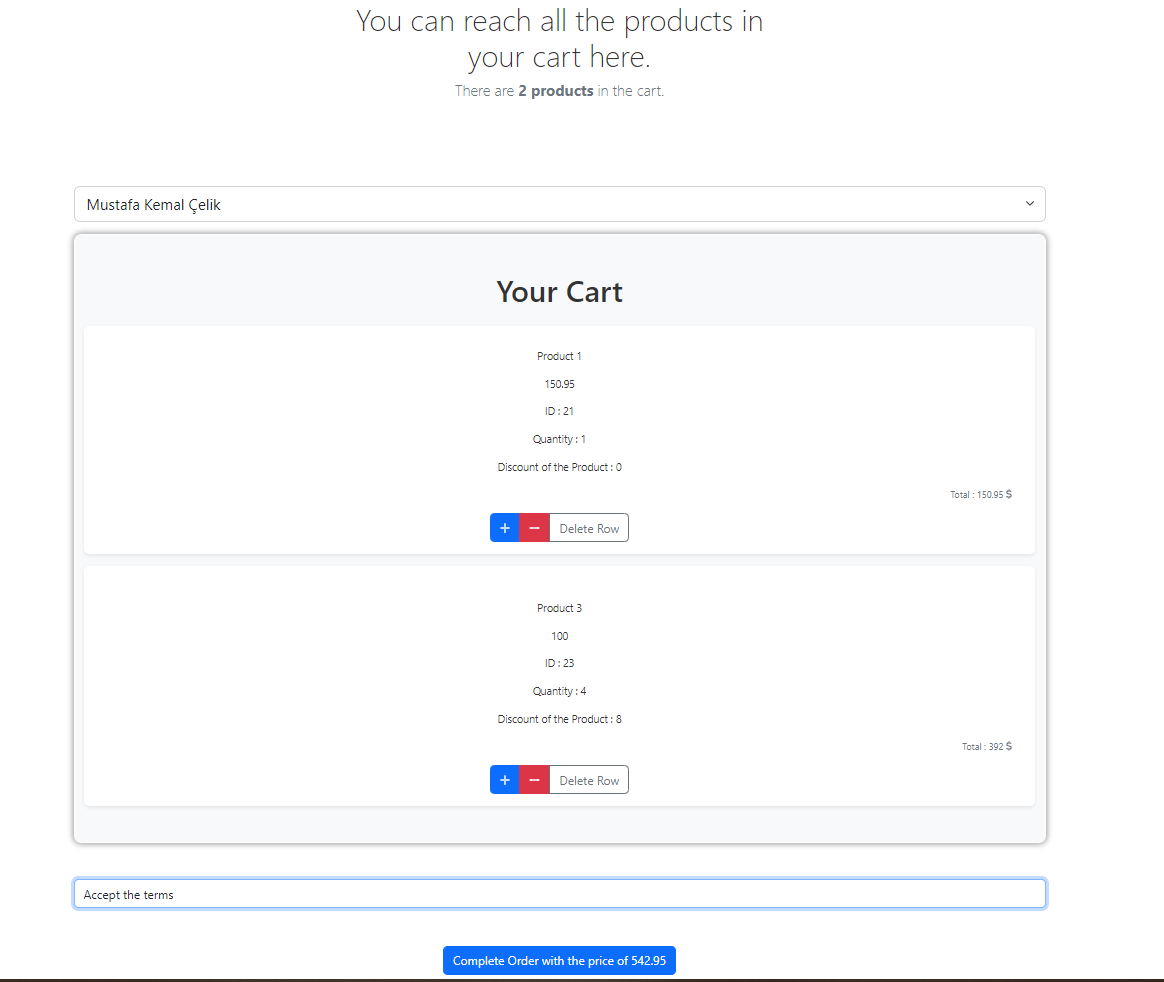 You can reach all the products in
your cart here.
There are 2 products in the cart.
Mustafa Kemal Çelik
Your Cart
Product 1
150.95
ID : 21
Quantity : 1
Discount of the Product : 0
Total : 150.95 $
+ − Delete Row
Product 3
100
ID : 23
Quantity : 4
Discount of the Product : 8
Total : 392 $
+ − Delete Row
Accept the terms
Complete Order with the price of 542.95